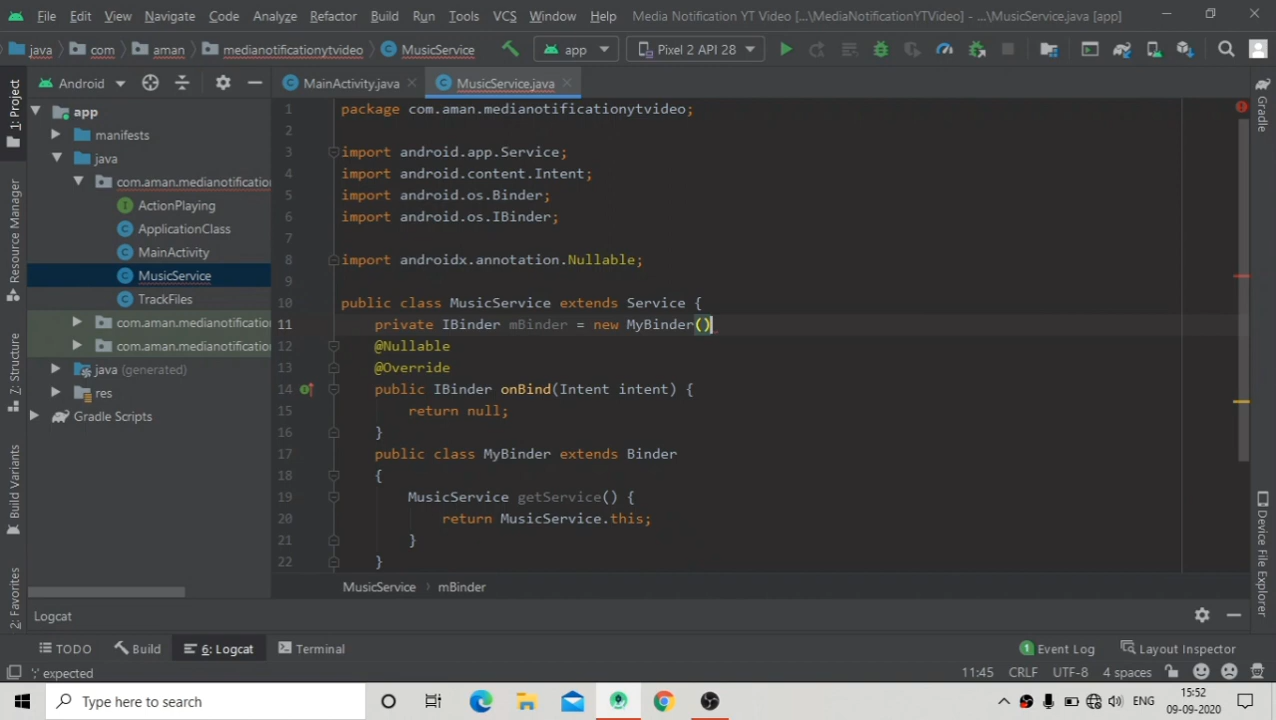 File Edit View Navigate Code Analyze Refactor Build Run Tools VCS Window Help Media Notification YT Video [...\MediaNotificationYTVideo] - ...\MusicService.java [app]
java com aman medianotificationytvideo MusicService app Pixel 2 API 28
Android MainActivity.java MusicService.java
1: Project
Resource Manager
Z: Structure
Build Variants
2: Favorites
app
manifests
java
com.aman.medianotificatio
ActionPlaying
ApplicationClass
MainActivity
MusicService
TrackFiles
com.aman.medianotificatio
com.aman.medianotificatio
java (generated)
res
Gradle Scripts
1 package com.aman.medianotificationytvideo;
2
3 import android.app.Service;
4 import android.content.Intent;
5 import android.os.Binder;
6 import android.os.IBinder;
7
8 import androidx.annotation.Nullable;
9
10 public class MusicService extends Service {
11 private IBinder mBinder = new MyBinder()
12 @Nullable
13 @Override
14 public IBinder onBind(Intent intent) {
15 return null;
16 }
17 public class MyBinder extends Binder
18 {
19 MusicService getService() {
20 return MusicService.this;
21 }
22 }
Gradle
Device File Explorer
MusicService › mBinder
Logcat
TODO Build 6: Logcat Terminal 1 Event Log Layout Inspector
';' expected 11:45 CRLF UTF-8 4 spaces
Type here to search ENG 15:52
09-09-2020